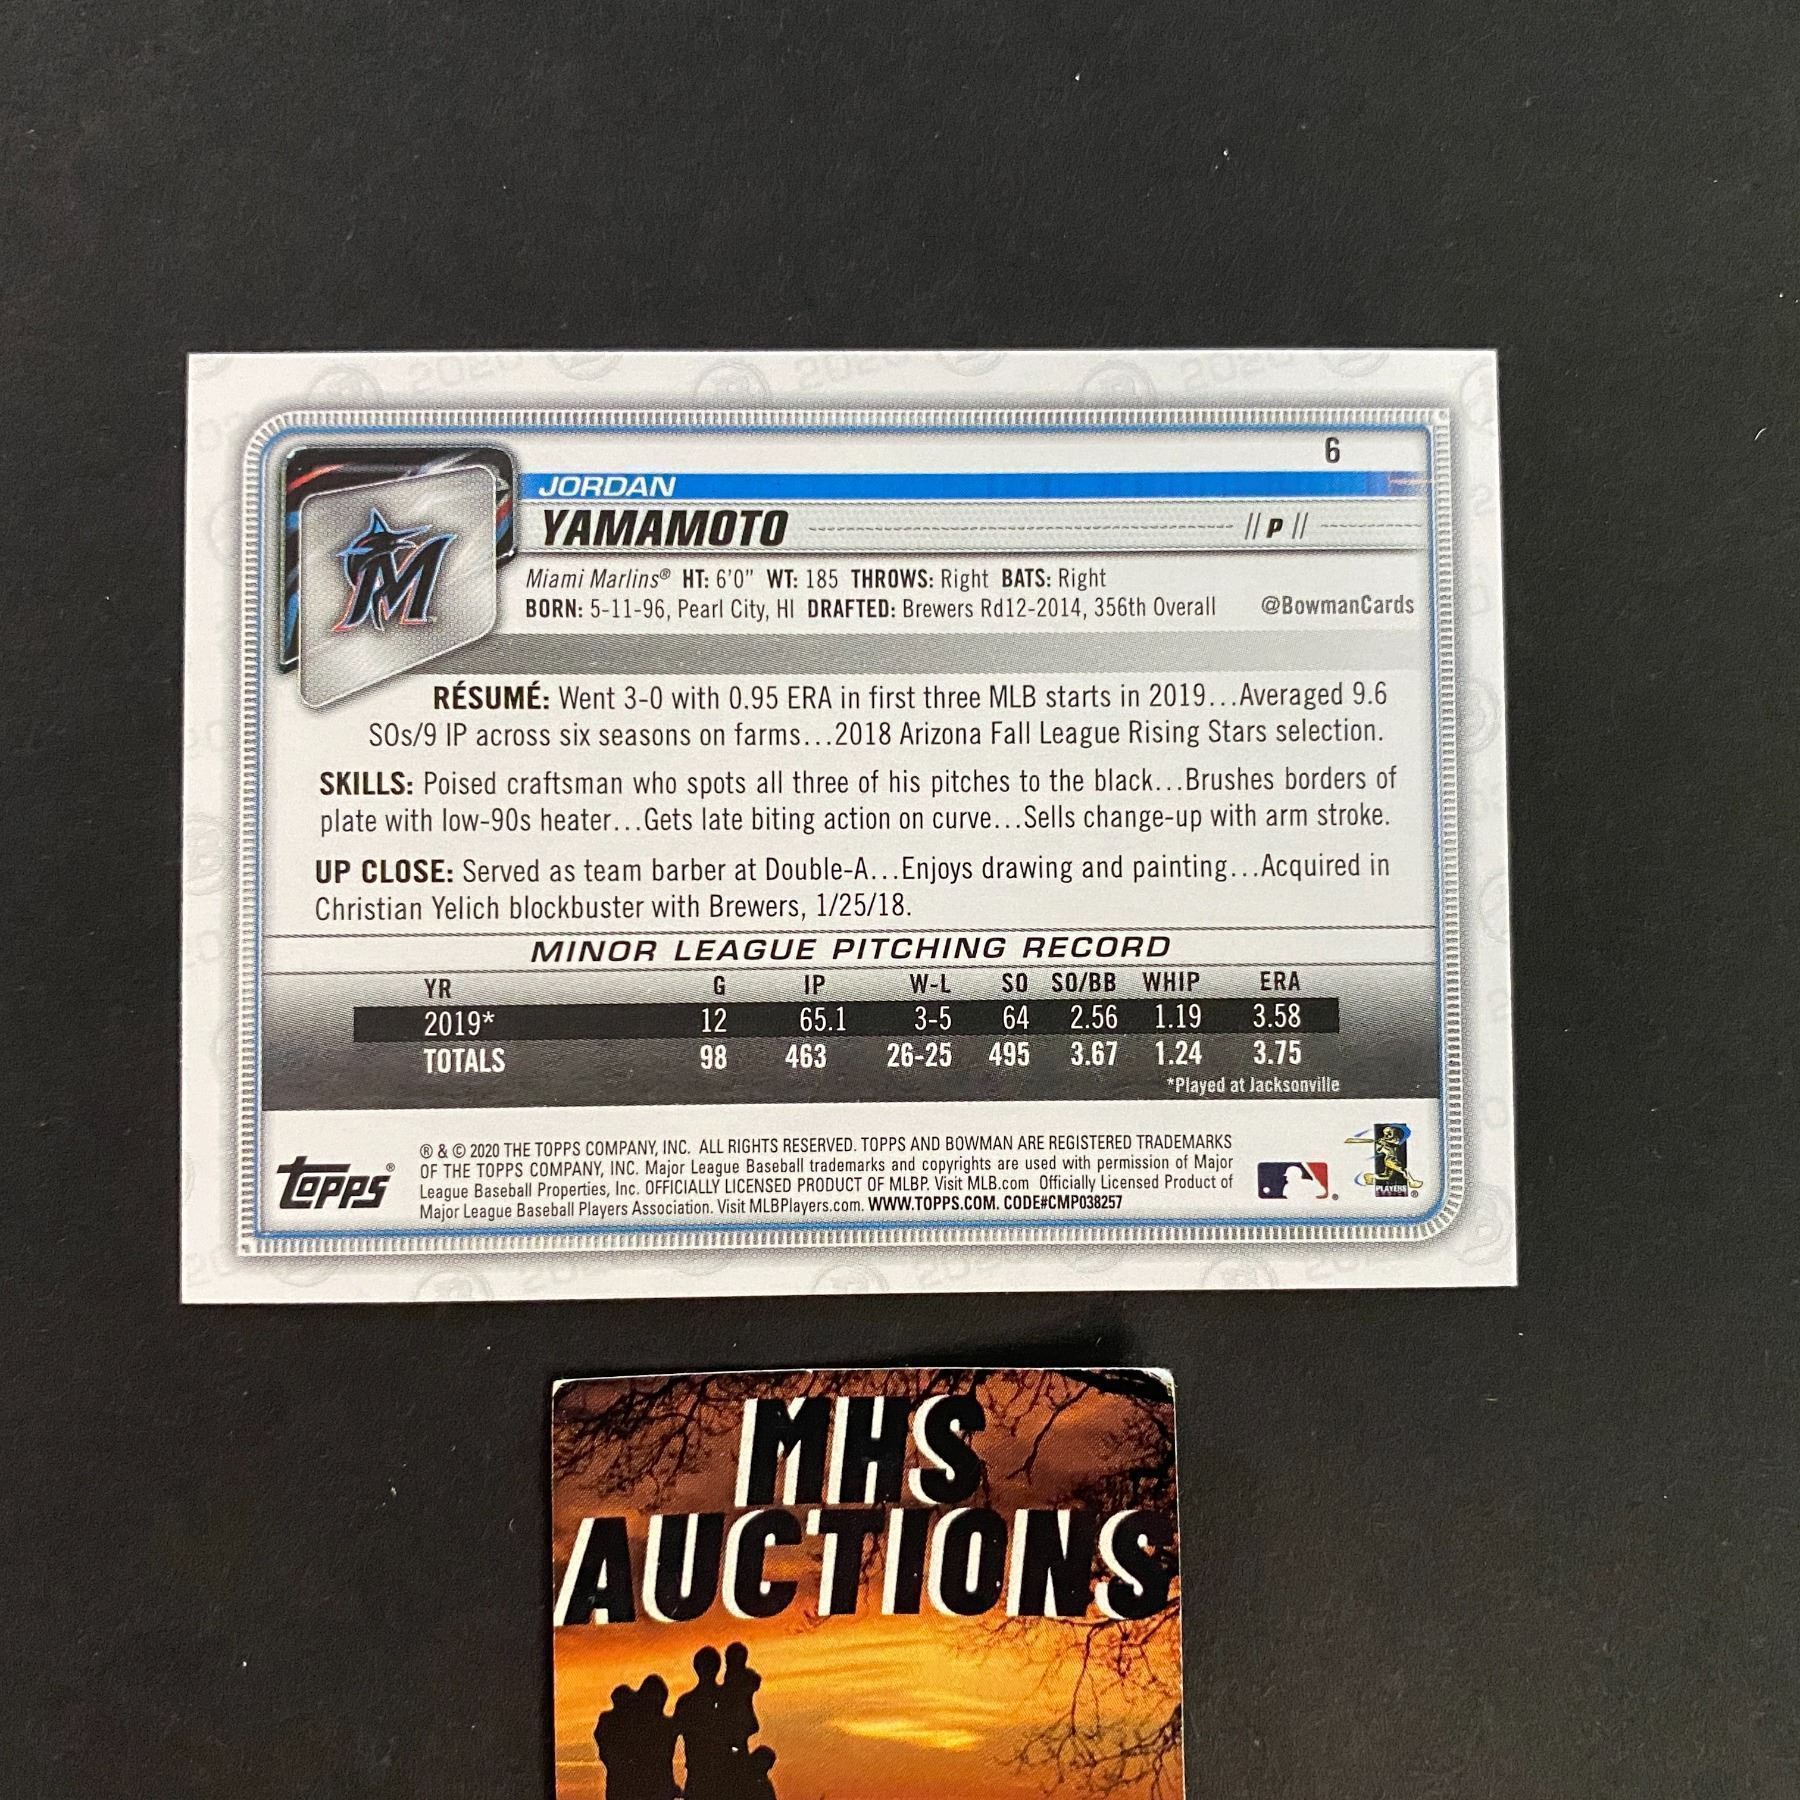 6
JORDAN
YAMAMOTO // P //
Miami Marlins® HT: 6'0" WT: 185 THROWS: Right BATS: Right
BORN: 5-11-96, Pearl City, HI DRAFTED: Brewers Rd12-2014, 356th Overall @BowmanCards
RÉSUMÉ: Went 3-0 with 0.95 ERA in first three MLB starts in 2019...Averaged 9.6
SOs/9 IP across six seasons on farms...2018 Arizona Fall League Rising Stars selection.
SKILLS: Poised craftsman who spots all three of his pitches to the black...Brushes borders of
plate with low-90s heater...Gets late biting action on curve...Sells change-up with arm stroke.
UP CLOSE: Served as team barber at Double-A...Enjoys drawing and painting...Acquired in
Christian Yelich blockbuster with Brewers, 1/25/18.
MINOR LEAGUE PITCHING RECORD
YR G IP W-L SO SO/BB WHIP ERA
2019* 12 65.1 3-5 64 2.56 1.19 3.58
TOTALS 98 463 26-25 495 3.67 1.24 3.75
*Played at Jacksonville
® & © 2020 THE TOPPS COMPANY, INC. ALL RIGHTS RESERVED. TOPPS AND BOWMAN ARE REGISTERED TRADEMARKS
OF THE TOPPS COMPANY, INC. Major League Baseball trademarks and copyrights are used with permission of Major
League Baseball Properties, Inc. OFFICIALLY LICENSED PRODUCT OF MLBP. Visit MLB.com Officially Licensed Product of
Major League Baseball Players Association. Visit MLBPlayers.com. WWW.TOPPS.COM. CODE#CMP038257
Topps®
PLAYERS
MHS
AUCTIONS